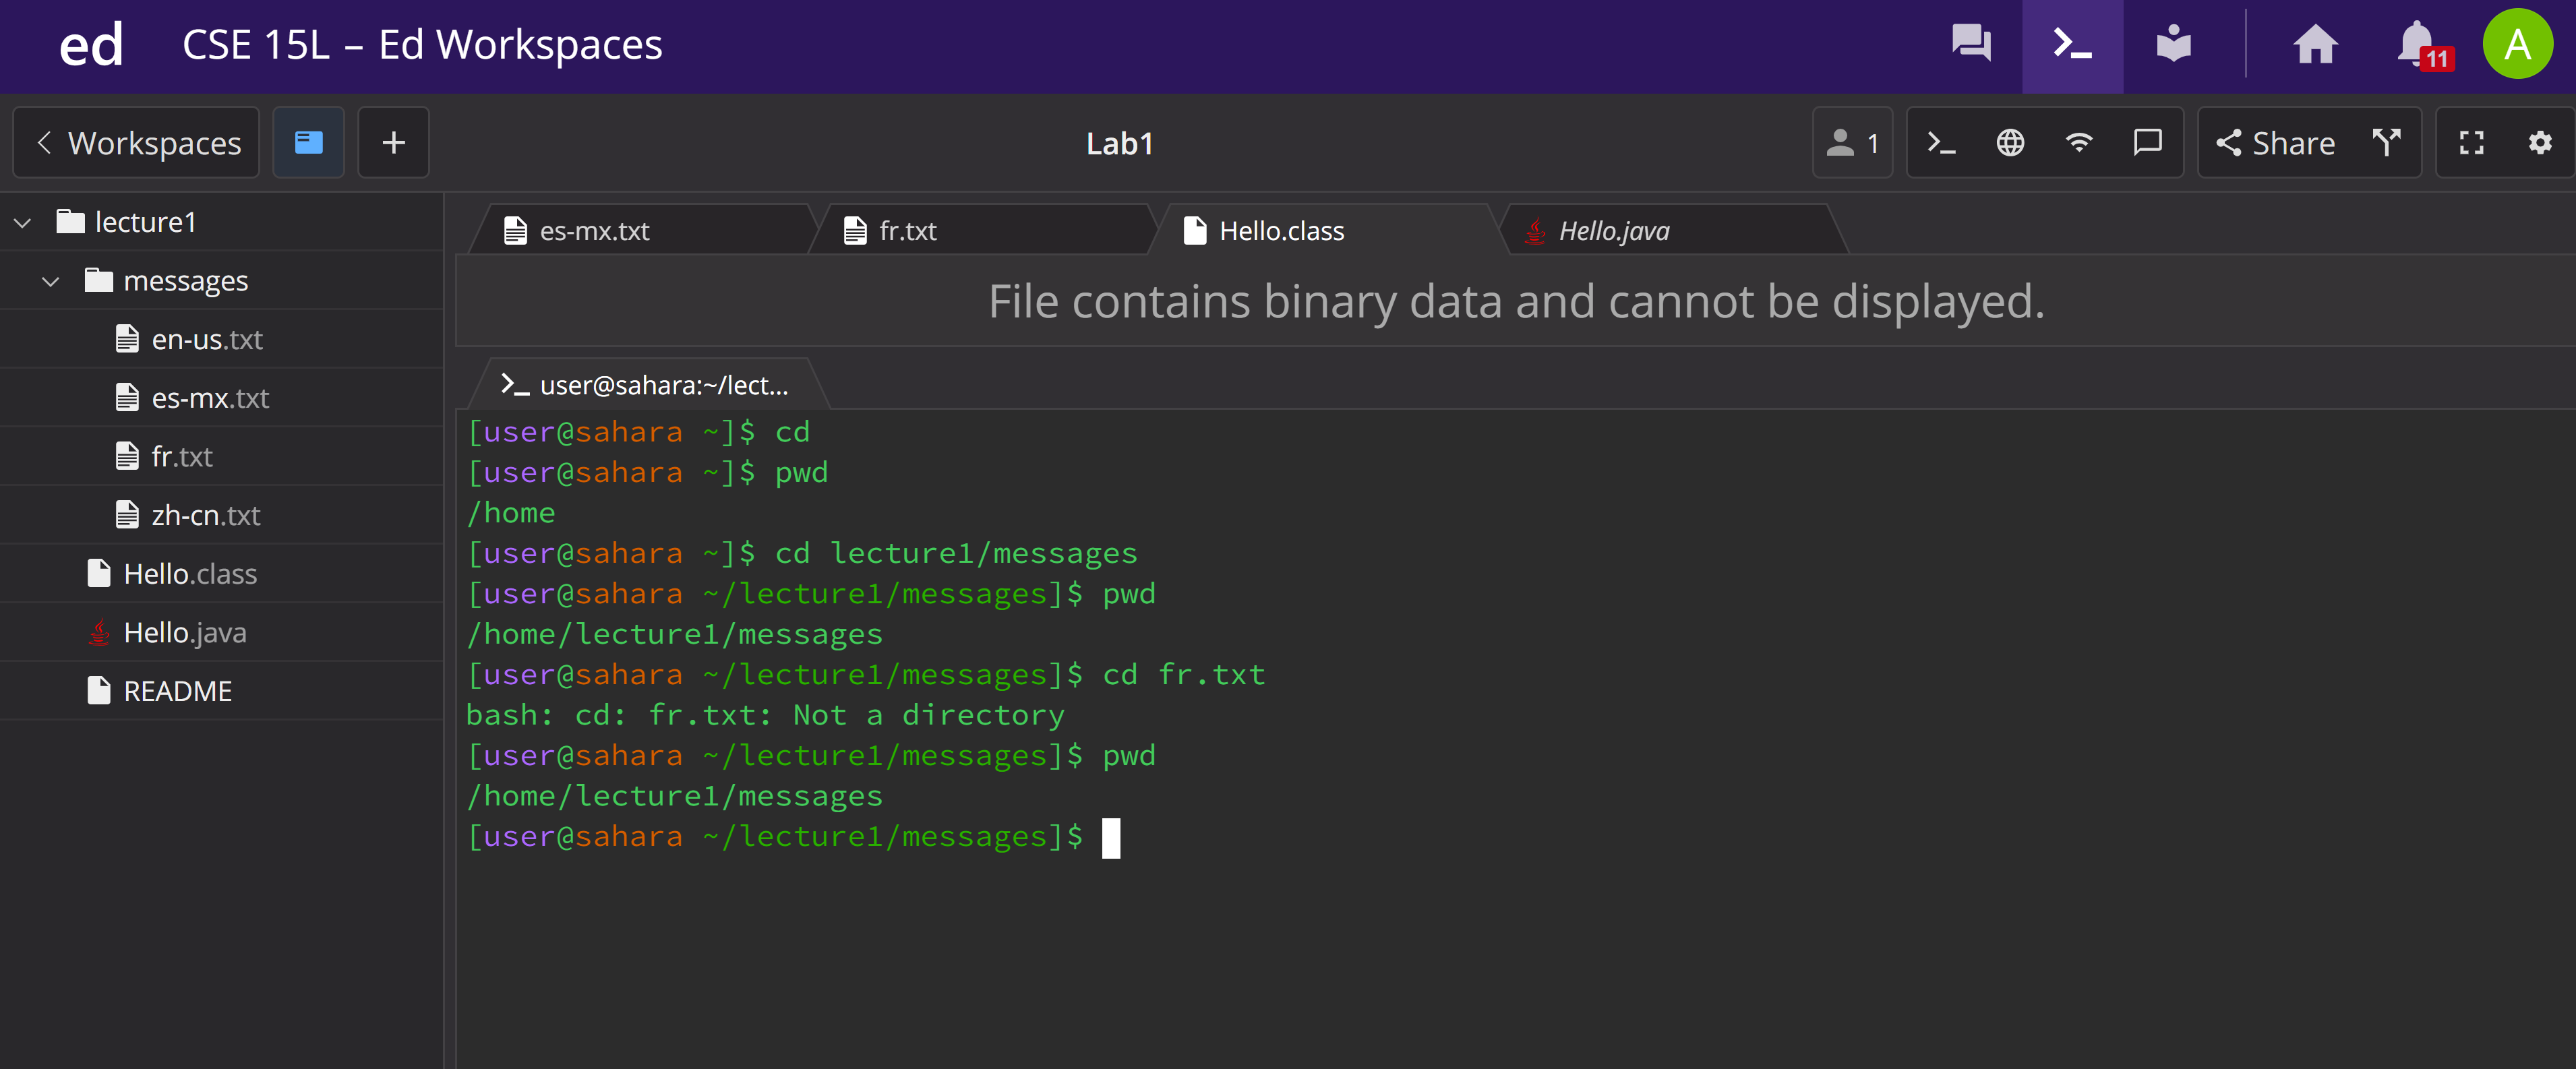 ed CSE 15L – Ed Workspaces 11 A
Workspaces + Lab1 1 Share
lecture1
messages
en-us.txt
es-mx.txt
fr.txt
zh-cn.txt
Hello.class
Hello.java
README
es-mx.txt fr.txt Hello.class Hello.java
File contains binary data and cannot be displayed.
user@sahara:~/lect...
[user@sahara ~]$ cd
[user@sahara ~]$ pwd
/home
[user@sahara ~]$ cd lecture1/messages
[user@sahara ~/lecture1/messages]$ pwd
/home/lecture1/messages
[user@sahara ~/lecture1/messages]$ cd fr.txt
bash: cd: fr.txt: Not a directory
[user@sahara ~/lecture1/messages]$ pwd
/home/lecture1/messages
[user@sahara ~/lecture1/messages]$